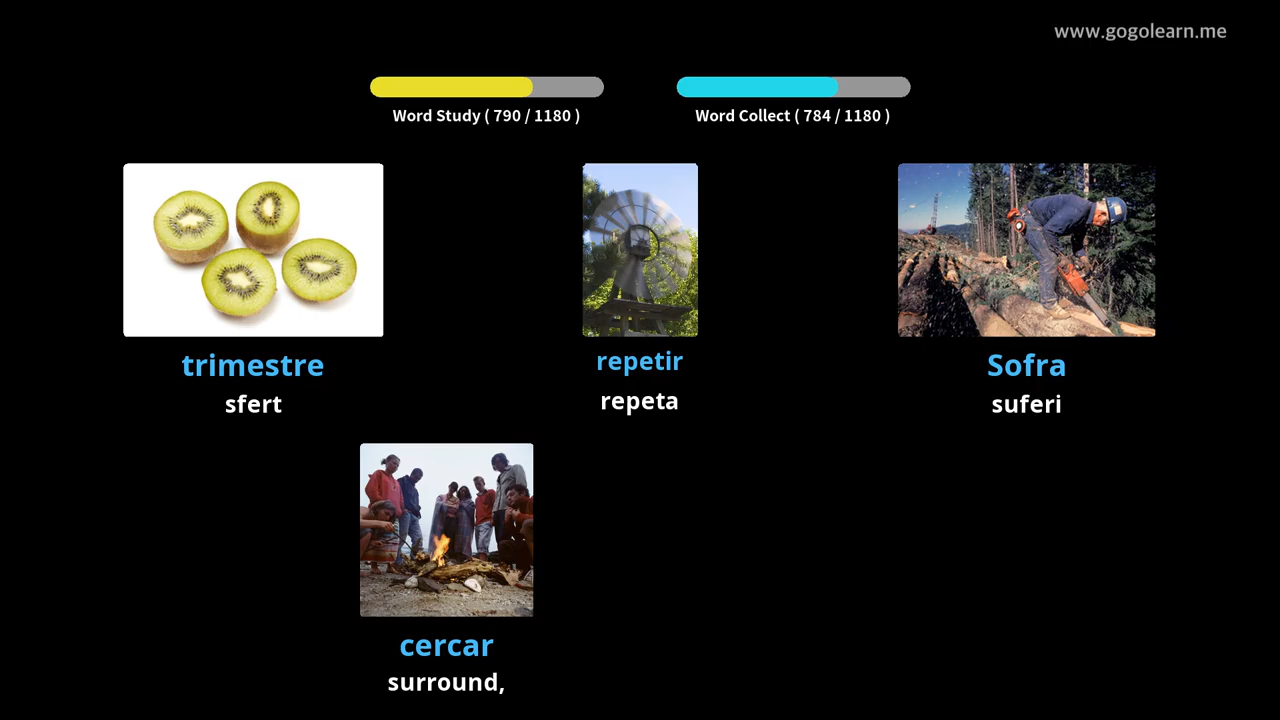 www.gogolearn.me
Word Study ( 790 / 1180 )
Word Collect ( 784 / 1180 )
trimestre
sfert
repetir
repeta
Sofra
suferi
cercar
surround,